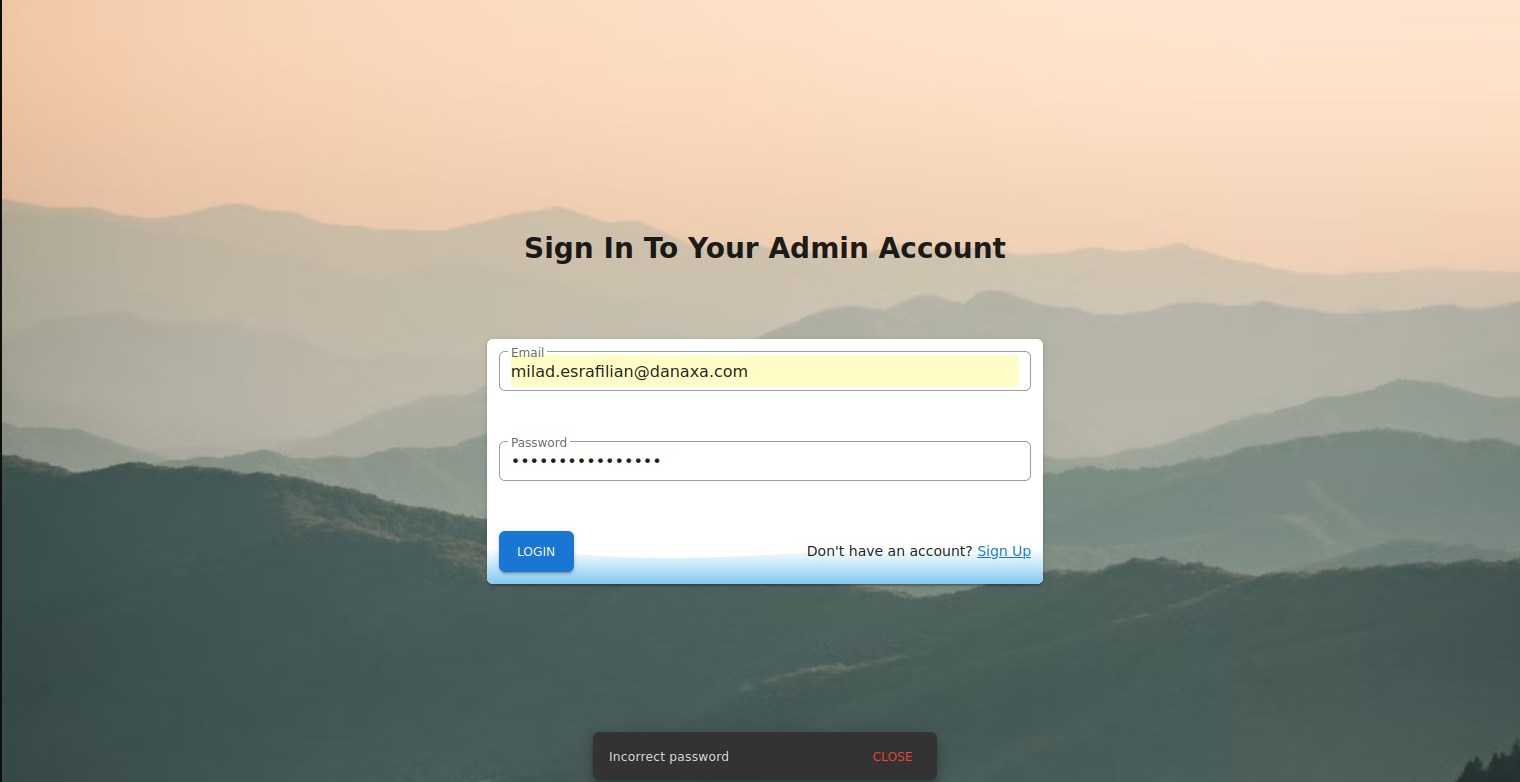 Sign In To Your Admin Account
Email
milad.esrafilian@danaxa.com
Password
••••••••••••••••
LOGIN
Don't have an account? Sign Up
Incorrect password
CLOSE